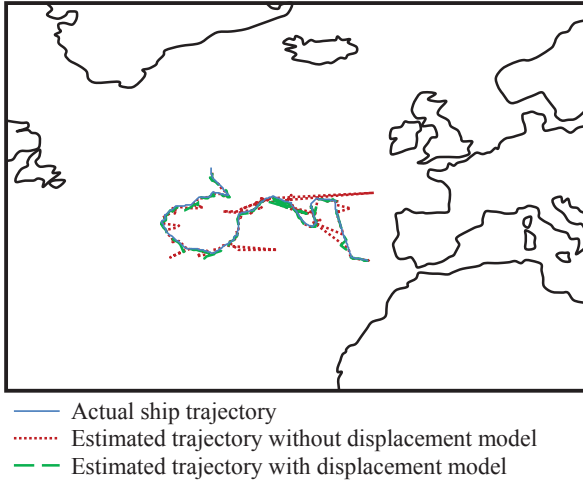 Actual ship trajectory
Estimated trajectory without displacement model
Estimated trajectory with displacement model